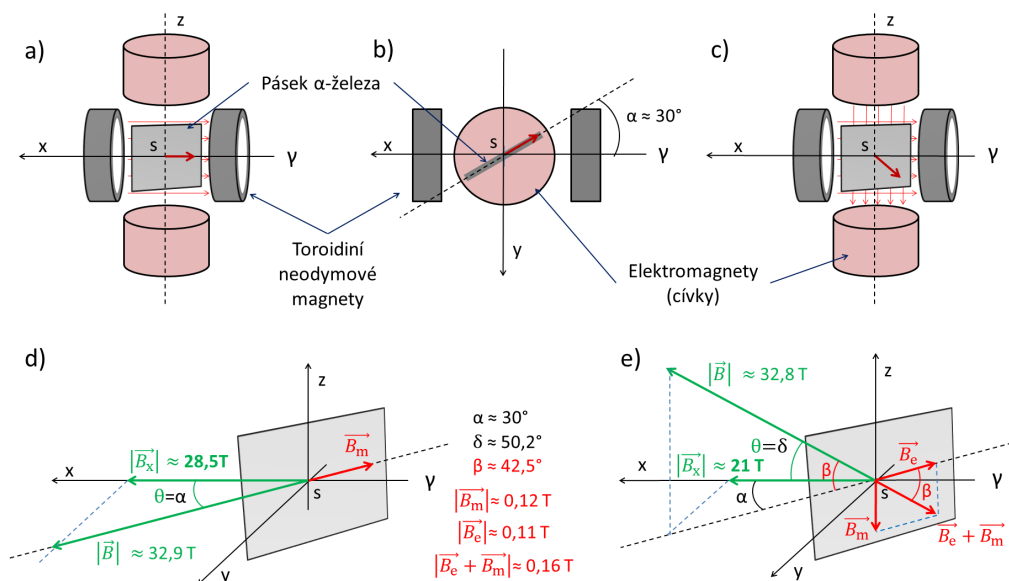 a)
z
Pásek α-železa
x
s
γ
Toroidiní
neodymové
magnety
b)
α ≈ 30°
s
x
γ
y
c)
z
x
s
γ
Elektromagnety
(cívky)
d)
z
|B⃗x| ≈ 28,5T
B⃗m
x
θ=α
s
γ
|B⃗| ≈ 32,9 T
y
α ≈ 30°
δ ≈ 50,2°
β ≈ 42,5°
|B⃗m| ≈ 0,12 T
|B⃗e| ≈ 0,11 T
|B⃗e + B⃗m| ≈ 0,16 T
e)
z
|B⃗| ≈ 32,8 T
θ=δ
x
|B⃗x| ≈ 21 T
β
B⃗e
α
s
β
γ
B⃗m
B⃗e + B⃗m
y